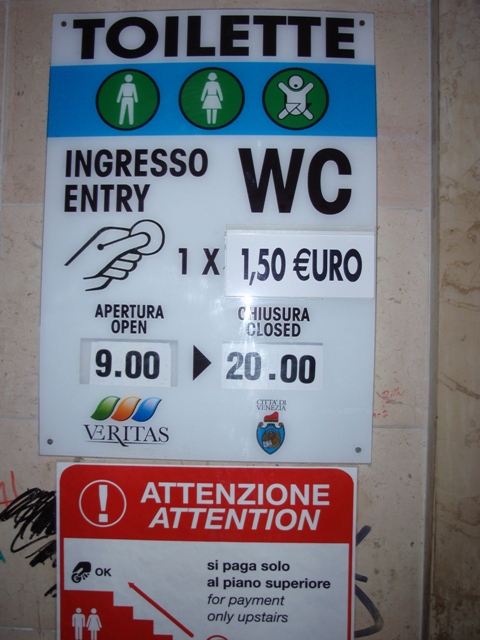 TOILETTE
INGRESSO
ENTRY
WC
1 X 1,50 €URO
APERTURA
OPEN
CHIUSURA
CLOSED
9.00
20.00
VERITAS
CITTA' DI
VENEZIA
ATTENZIONE
ATTENTION
OK
si paga solo
al piano superiore
for payment
only upstairs